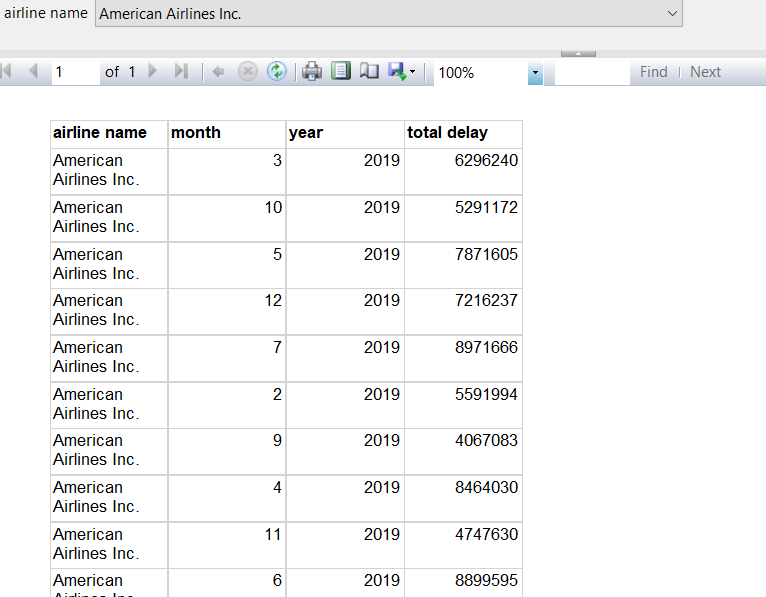 airline name American Airlines Inc.
1 of 1 100% Find | Next
airline name month year total delay
American 3 2019 6296240
Airlines Inc.
American 10 2019 5291172
Airlines Inc.
American 5 2019 7871605
Airlines Inc.
American 12 2019 7216237
Airlines Inc.
American 7 2019 8971666
Airlines Inc.
American 2 2019 5591994
Airlines Inc.
American 9 2019 4067083
Airlines Inc.
American 4 2019 8464030
Airlines Inc.
American 11 2019 4747630
Airlines Inc.
American 6 2019 8899595